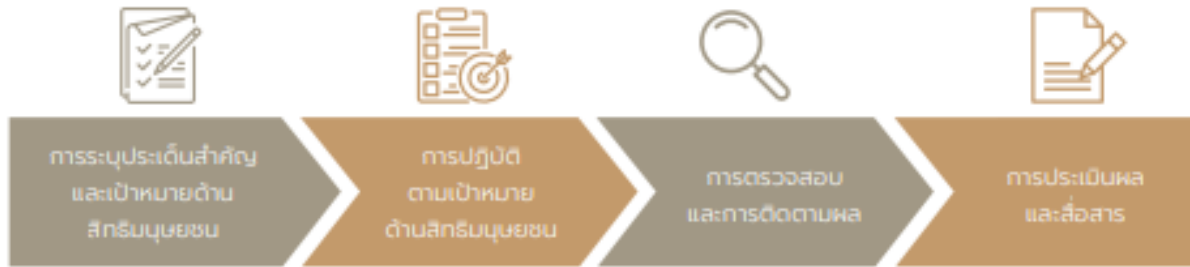 การระบุประเด็นสำคัญ
และเป้าหมายด้าน
สิทธิมนุษยชน
การปฏิบัติ
ตามเป้าหมาย
ด้านสิทธิมนุษยชน
การตรวจสอบ
และการติดตามผล
การประเมินผล
และสื่อสาร